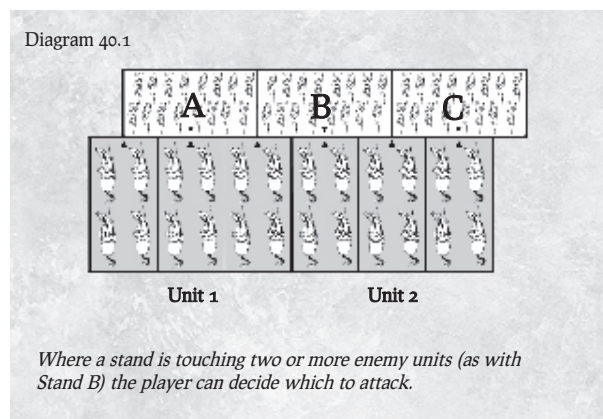 Diagram 40.1
A B C
Unit 1 Unit 2
Where a stand is touching two or more enemy units (as with
Stand B) the player can decide which to attack.